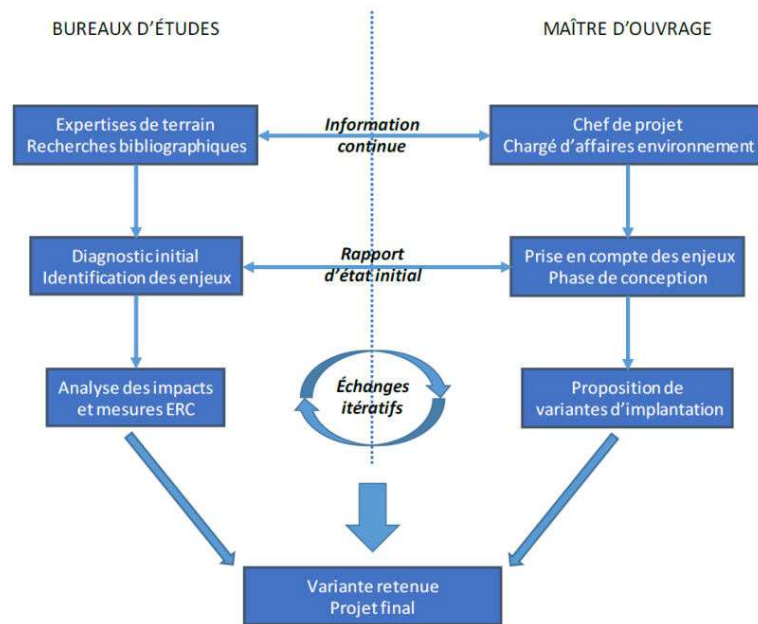 BUREAUX D'ÉTUDES
MAÎTRE D'OUVRAGE
Expertises de terrain
Recherches bibliographiques
Information
continue
Chef de projet
Chargé d'affaires environnement
Diagnostic initial
Identification des enjeux
Rapport
d'état initial
Prise en compte des enjeux
Phase de conception
Analyse des impacts
et mesures ERC
Échanges
itératifs
Proposition de
variantes d'implantation
Variante retenue
Projet final